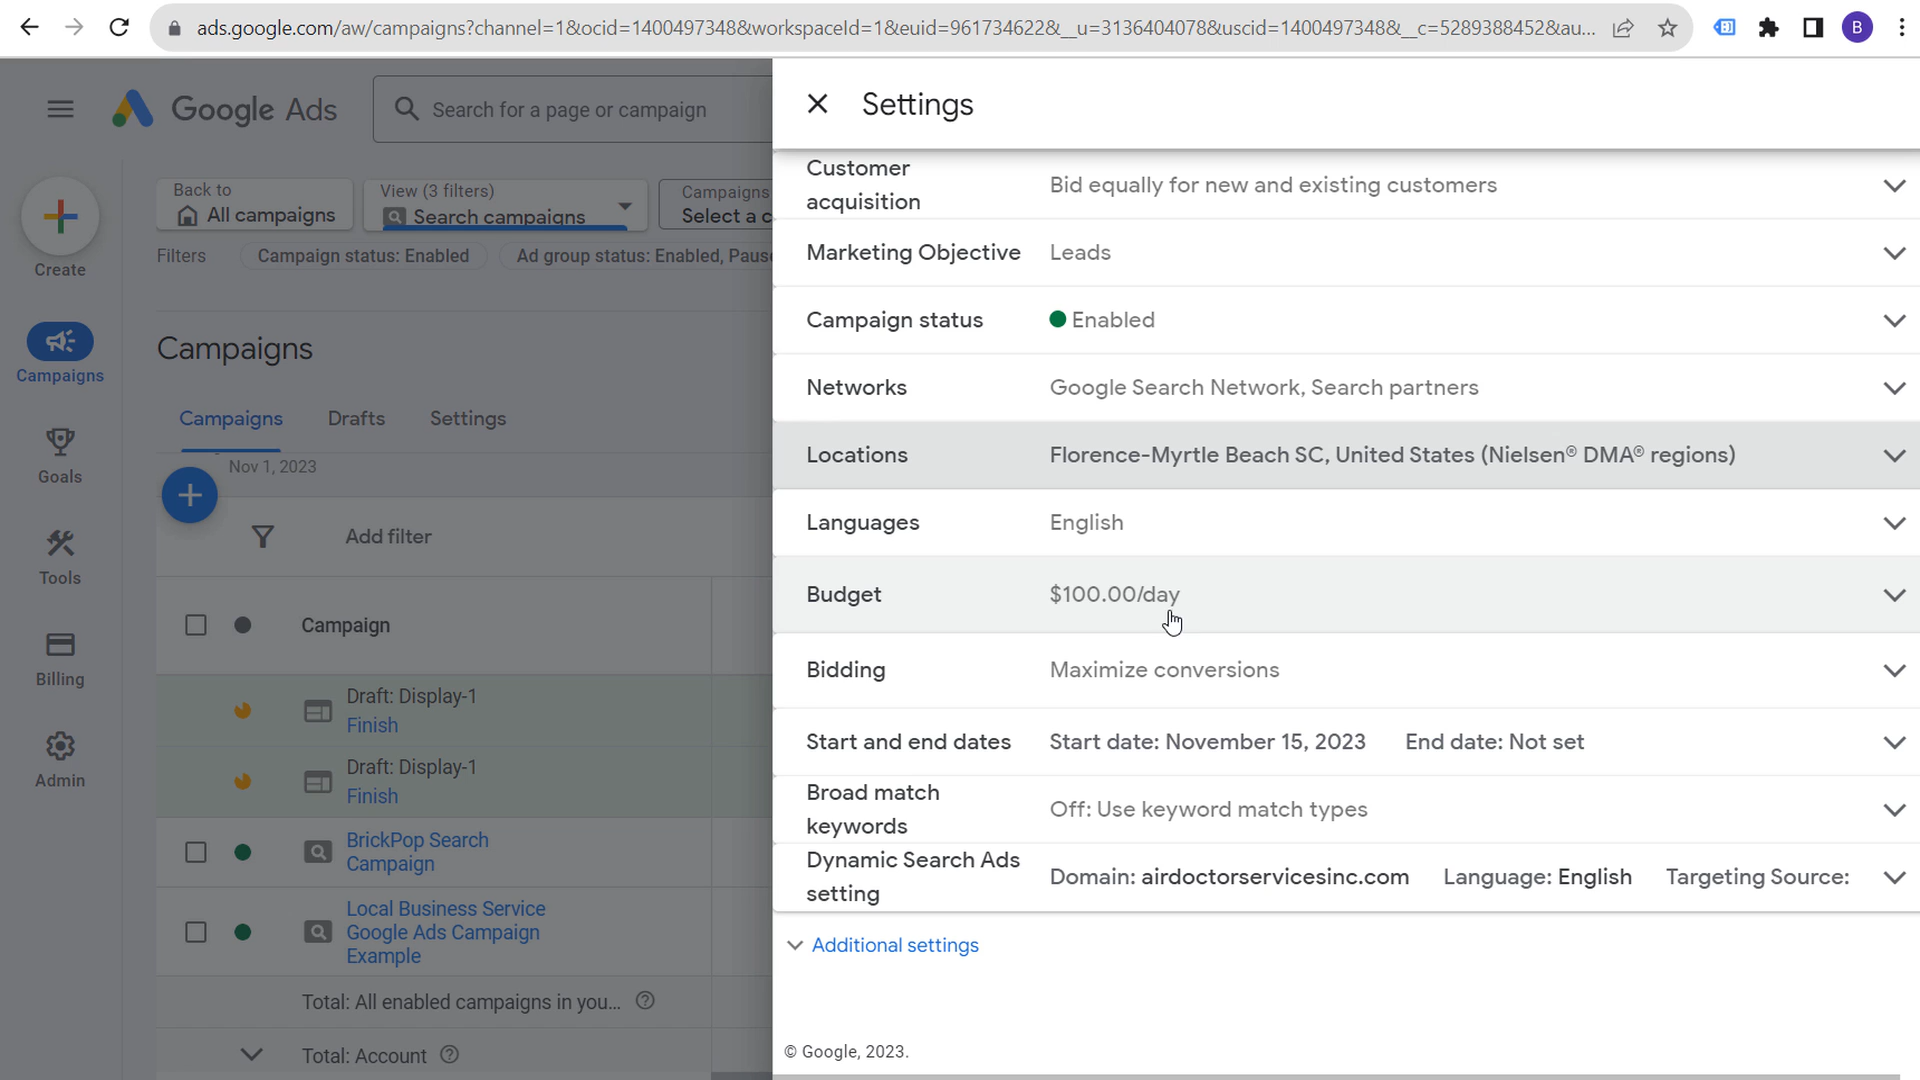 ads.google.com/aw/campaigns?channel=1&ocid=1400497348&workspaceId=1&euid=961734622&__u=3136404078&uscid=1400497348&__c=5289388452&au...
B
Google Ads
Search for a page or campaign
Settings
Create
Campaigns
Goals
Tools
Billing
Admin
Back to
All campaigns
View (3 filters)
Search campaigns
Campaigns
Select a c
Filters
Campaign status: Enabled
Ad group status: Enabled, Paus
Campaigns
Campaigns
Drafts
Settings
Nov 1, 2023
Add filter
Campaign
Draft: Display-1
Finish
Draft: Display-1
Finish
BrickPop Search
Campaign
Local Business Service
Google Ads Campaign
Example
Total: All enabled campaigns in you...
Total: Account
Customer
acquisition
Bid equally for new and existing customers
Marketing Objective
Leads
Campaign status
Enabled
Networks
Google Search Network, Search partners
Locations
Florence-Myrtle Beach SC, United States (Nielsen® DMA® regions)
Languages
English
Budget
$100.00/day
Bidding
Maximize conversions
Start and end dates
Start date: November 15, 2023 End date: Not set
Broad match
keywords
Off: Use keyword match types
Dynamic Search Ads
setting
Domain: airdoctorservicesinc.com Language: English Targeting Source:
Additional settings
© Google, 2023.